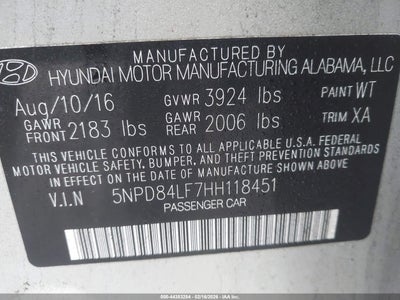 MANUFACTURED BY
HYUNDAI MOTOR MANUFACTURING ALABAMA, LLC
Aug/10/16 GVWR 3924 lbs PAINT WT
GAWR FRONT 2183 lbs GAWR REAR 2006 lbs TRIM XA
THIS VEHICLE CONFORMS TO ALL APPLICABLE U.S.A FEDERAL
MOTOR VEHICLE SAFETY, BUMPER, AND THEFT PREVENTION
STANDARDS IN EFFECT ON THE DATE OF MANUFACTURE SHOWN ABOVE.
V.I.N 5NPD84LF7HH118451
PASSENGER CAR